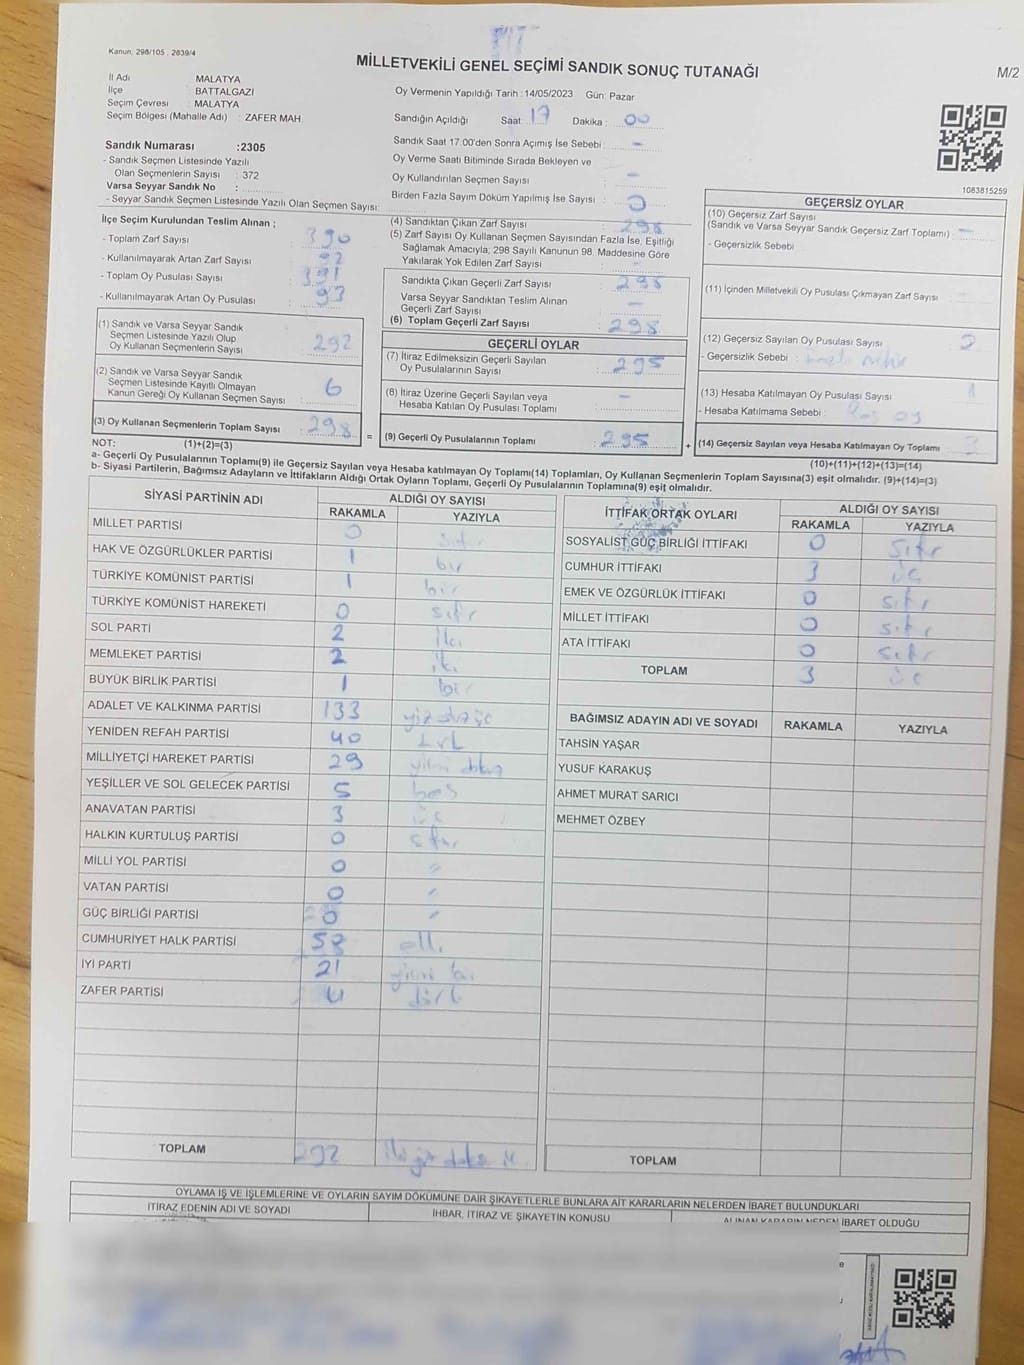 Kanun, 298/105 , 2839/4
MİLLETVEKİLİ GENEL SEÇİMİ SANDIK SONUÇ TUTANAĞI
M/2
İl Adı MALATYA
İlçe BATTALGAZİ
Seçim Çevresi : MALATYA
Seçim Bölgesi (Mahalle Adı) : ZAFER MAH
Oy Vermenin Yapıldığı Tarih : 14/05/2023 Gün: Pazar
Sandığın Açıldığı Saat 17 Dakika : 00
Sandık Saat 17.00'den Sonra Açımış İse Sebebi : -
Oy Verme Saati Bitiminde Sırada Bekleyen ve
Oy Kullandırılan Seçmen Sayısı -
Birden Fazla Sayım Döküm Yapılmış İse Sayısı : 0
Sandık Numarası :2305
- Sandık Seçmen Listesinde Yazılı
Olan Seçmenlerin Sayısı : 372
Varsa Seyyar Sandık No :
- Seyyar Sandık Seçmen Listesinde Yazılı Olan Seçmen Sayısı:
İlçe Seçim Kurulundan Teslim Alınan ;
- Toplam Zarf Sayısı : 390
- Kullanılmayarak Artan Zarf Sayısı : 92
- Toplam Oy Pusulası Sayısı : 391
- Kullanılmayarak Artan Oy Pusulası : 93
(1) Sandık ve Varsa Seyyar Sandık
Seçmen Listesinde Yazılı Olup
Oy Kullanan Seçmenlerin Sayısı : 292
(2) Sandık ve Varsa Seyyar Sandık
Seçmen Listesinde Kayıtlı Olmayan
Kanun Gereği Oy Kullanan Seçmen Sayısı : 6
(3) Oy Kullanan Seçmenlerin Toplam Sayısı : 298
(4) Sandıktan Çıkan Zarf Sayısı : 298
(5) Zarf Sayısı Oy Kullanan Seçmen Sayısından Fazla İse, Eşitliği
Sağlamak Amacıyla, 298 Sayılı Kanunun 98. Maddesine Göre
Yakılarak Yok Edilen Zarf Sayısı : -
Sandıkta Çıkan Geçerli Zarf Sayısı : 298
Varsa Seyyar Sandıktan Teslim Alınan
Geçerli Zarf Sayısı : -
(6) Toplam Geçerli Zarf Sayısı : 298
GEÇERLİ OYLAR
(7) İtiraz Edilmeksizin Geçerli Sayılan
Oy Pusulalarının Sayısı : 295
(8) İtiraz Üzerine Geçerli Sayılan veya
Hesaba Katılan Oy Pusulası Toplamı : -
= (9) Geçerli Oy Pusulalarının Toplamı : 295 +
1083815259
GEÇERSİZ OYLAR
(10) Geçersiz Zarf Sayısı
(Sandık ve Varsa Seyyar Sandık Geçersiz Zarf Toplamı) : -
- Geçersizlik Sebebi :
(11) İçinden Milletvekili Oy Pusulası Çıkmayan Zarf Sayısı -
(12) Geçersiz Sayılan Oy Pusulası Sayısı : 2
- Geçersizlik Sebebi :
(13) Hesaba Katılmayan Oy Pusulası Sayısı : 1
- Hesaba Katılmama Sebebi : Boş oy
(14) Geçersiz Sayılan veya Hesaba Katılmayan Oy Toplamı : 3
NOT: (1)+(2)=(3)
(10)+(11)+(12)+(13)=(14)
a- Geçerli Oy Pusulalarının Toplamı(9) ile Geçersiz Sayılan veya Hesaba katılmayan Oy Toplamı(14) Toplamları, Oy Kullanan Seçmenlerin Toplam Sayısına(3) eşit olmalıdır. (9)+(14)=(3)
b- Siyasi Partilerin, Bağımsız Adayların ve İttifakların Aldığı Ortak Oyların Toplamı, Geçerli Oy Pusulalarının Toplamına(9) eşit olmalıdır.
SİYASİ PARTİNİN ADI ALDIĞI OY SAYISI
RAKAMLA YAZIYLA
MİLLET PARTİSİ 0 sıfır
HAK VE ÖZGÜRLÜKLER PARTİSİ 1 bir
TÜRKİYE KOMÜNİST PARTİSİ 1 bir
TÜRKİYE KOMÜNİST HAREKETİ 0 sıfır
SOL PARTİ 2 iki
MEMLEKET PARTİSİ 2 iki
BÜYÜK BİRLİK PARTİSİ 1 bir
ADALET VE KALKINMA PARTİSİ 133
YENİDEN REFAH PARTİSİ 40
MİLLİYETÇİ HAREKET PARTİSİ 29
YEŞİLLER VE SOL GELECEK PARTİSİ 5 beş
ANAVATAN PARTİSİ 3 üç
HALKIN KURTULUŞ PARTİSİ 0 sıfır
MİLLİ YOL PARTİSİ 0 "
VATAN PARTİSİ 0 "
GÜÇ BİRLİĞİ PARTİSİ 0 "
CUMHURİYET HALK PARTİSİ 58
İYİ PARTİ 21
ZAFER PARTİSİ 4 dört
TOPLAM 292
İTTİFAK ORTAK OYLARI ALDIĞI OY SAYISI
RAKAMLA YAZIYLA
SOSYALİST GÜÇ BİRLİĞİ İTTİFAKI 0 sıfır
CUMHUR İTTİFAKI 3 üç
EMEK VE ÖZGÜRLÜK İTTİFAKI 0 sıfır
MİLLET İTTİFAKI 0 sıfır
ATA İTTİFAKI 0 sıfır
TOPLAM 3 üç
BAĞIMSIZ ADAYIN ADI VE SOYADI RAKAMLA YAZIYLA
TAHSİN YAŞAR
YUSUF KARAKUŞ
AHMET MURAT SARICI
MEHMET ÖZBEY
TOPLAM
OYLAMA İŞ VE İŞLEMLERİNE VE OYLARIN SAYIM DÖKÜMÜNE DAİR ŞİKAYETLERLE BUNLARA AİT KARARLARIN NELERDEN İBARET BULUNDUKLARI
İTİRAZ EDENİN ADI VE SOYADI İHBAR, İTİRAZ VE ŞİKAYETİN KONUSU ALINAN KARARIN NEDEN İBARET OLDUĞU